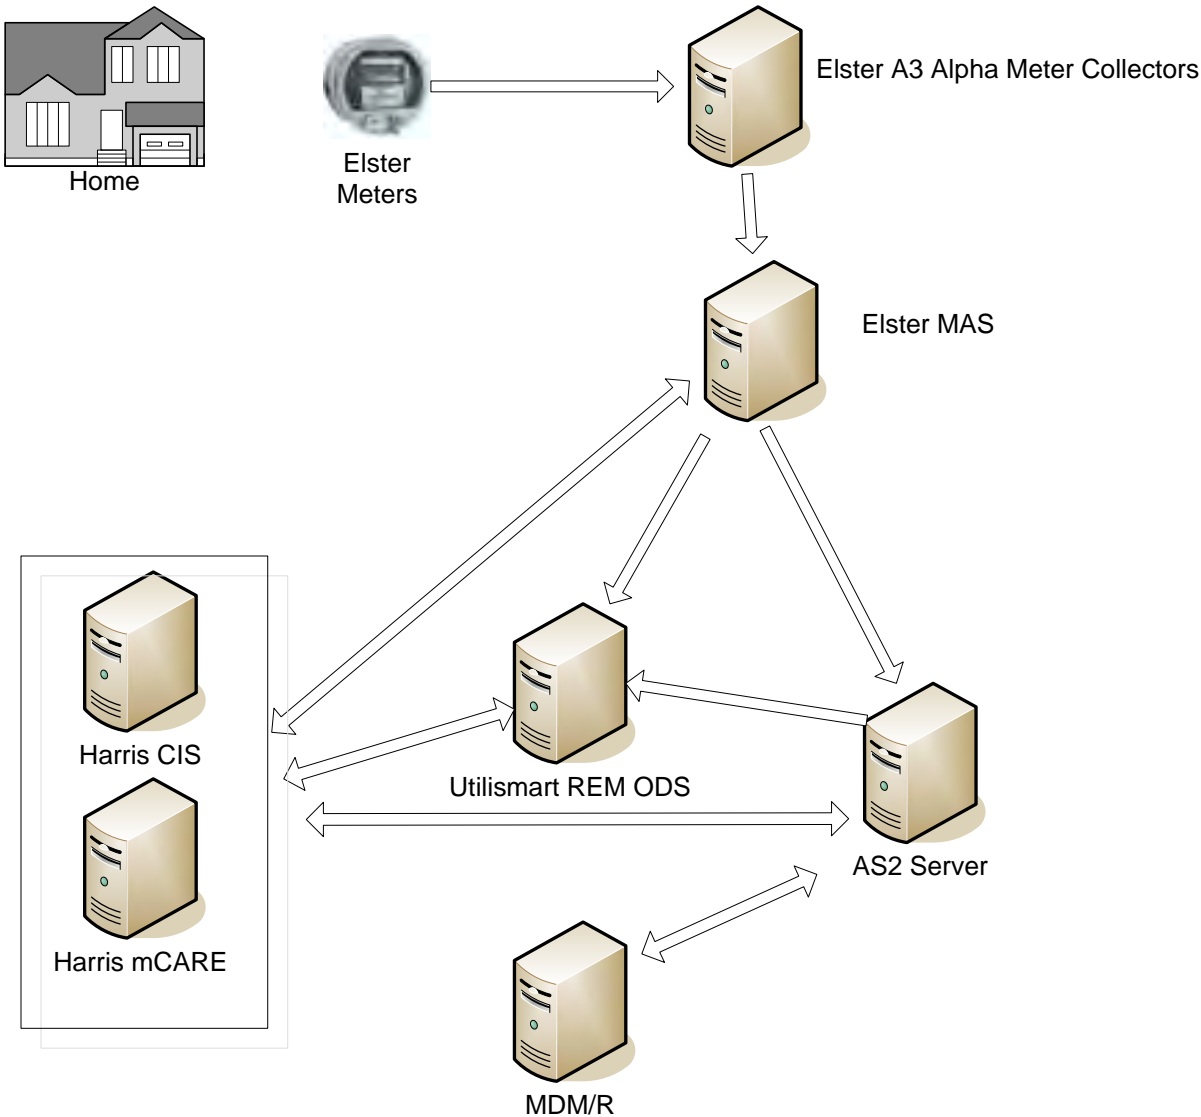 Elster A3 Alpha Meter Collectors
Home
Elster
Meters
Elster MAS
Harris CIS
Utilismart REM ODS
AS2 Server
Harris mCARE
MDM/R